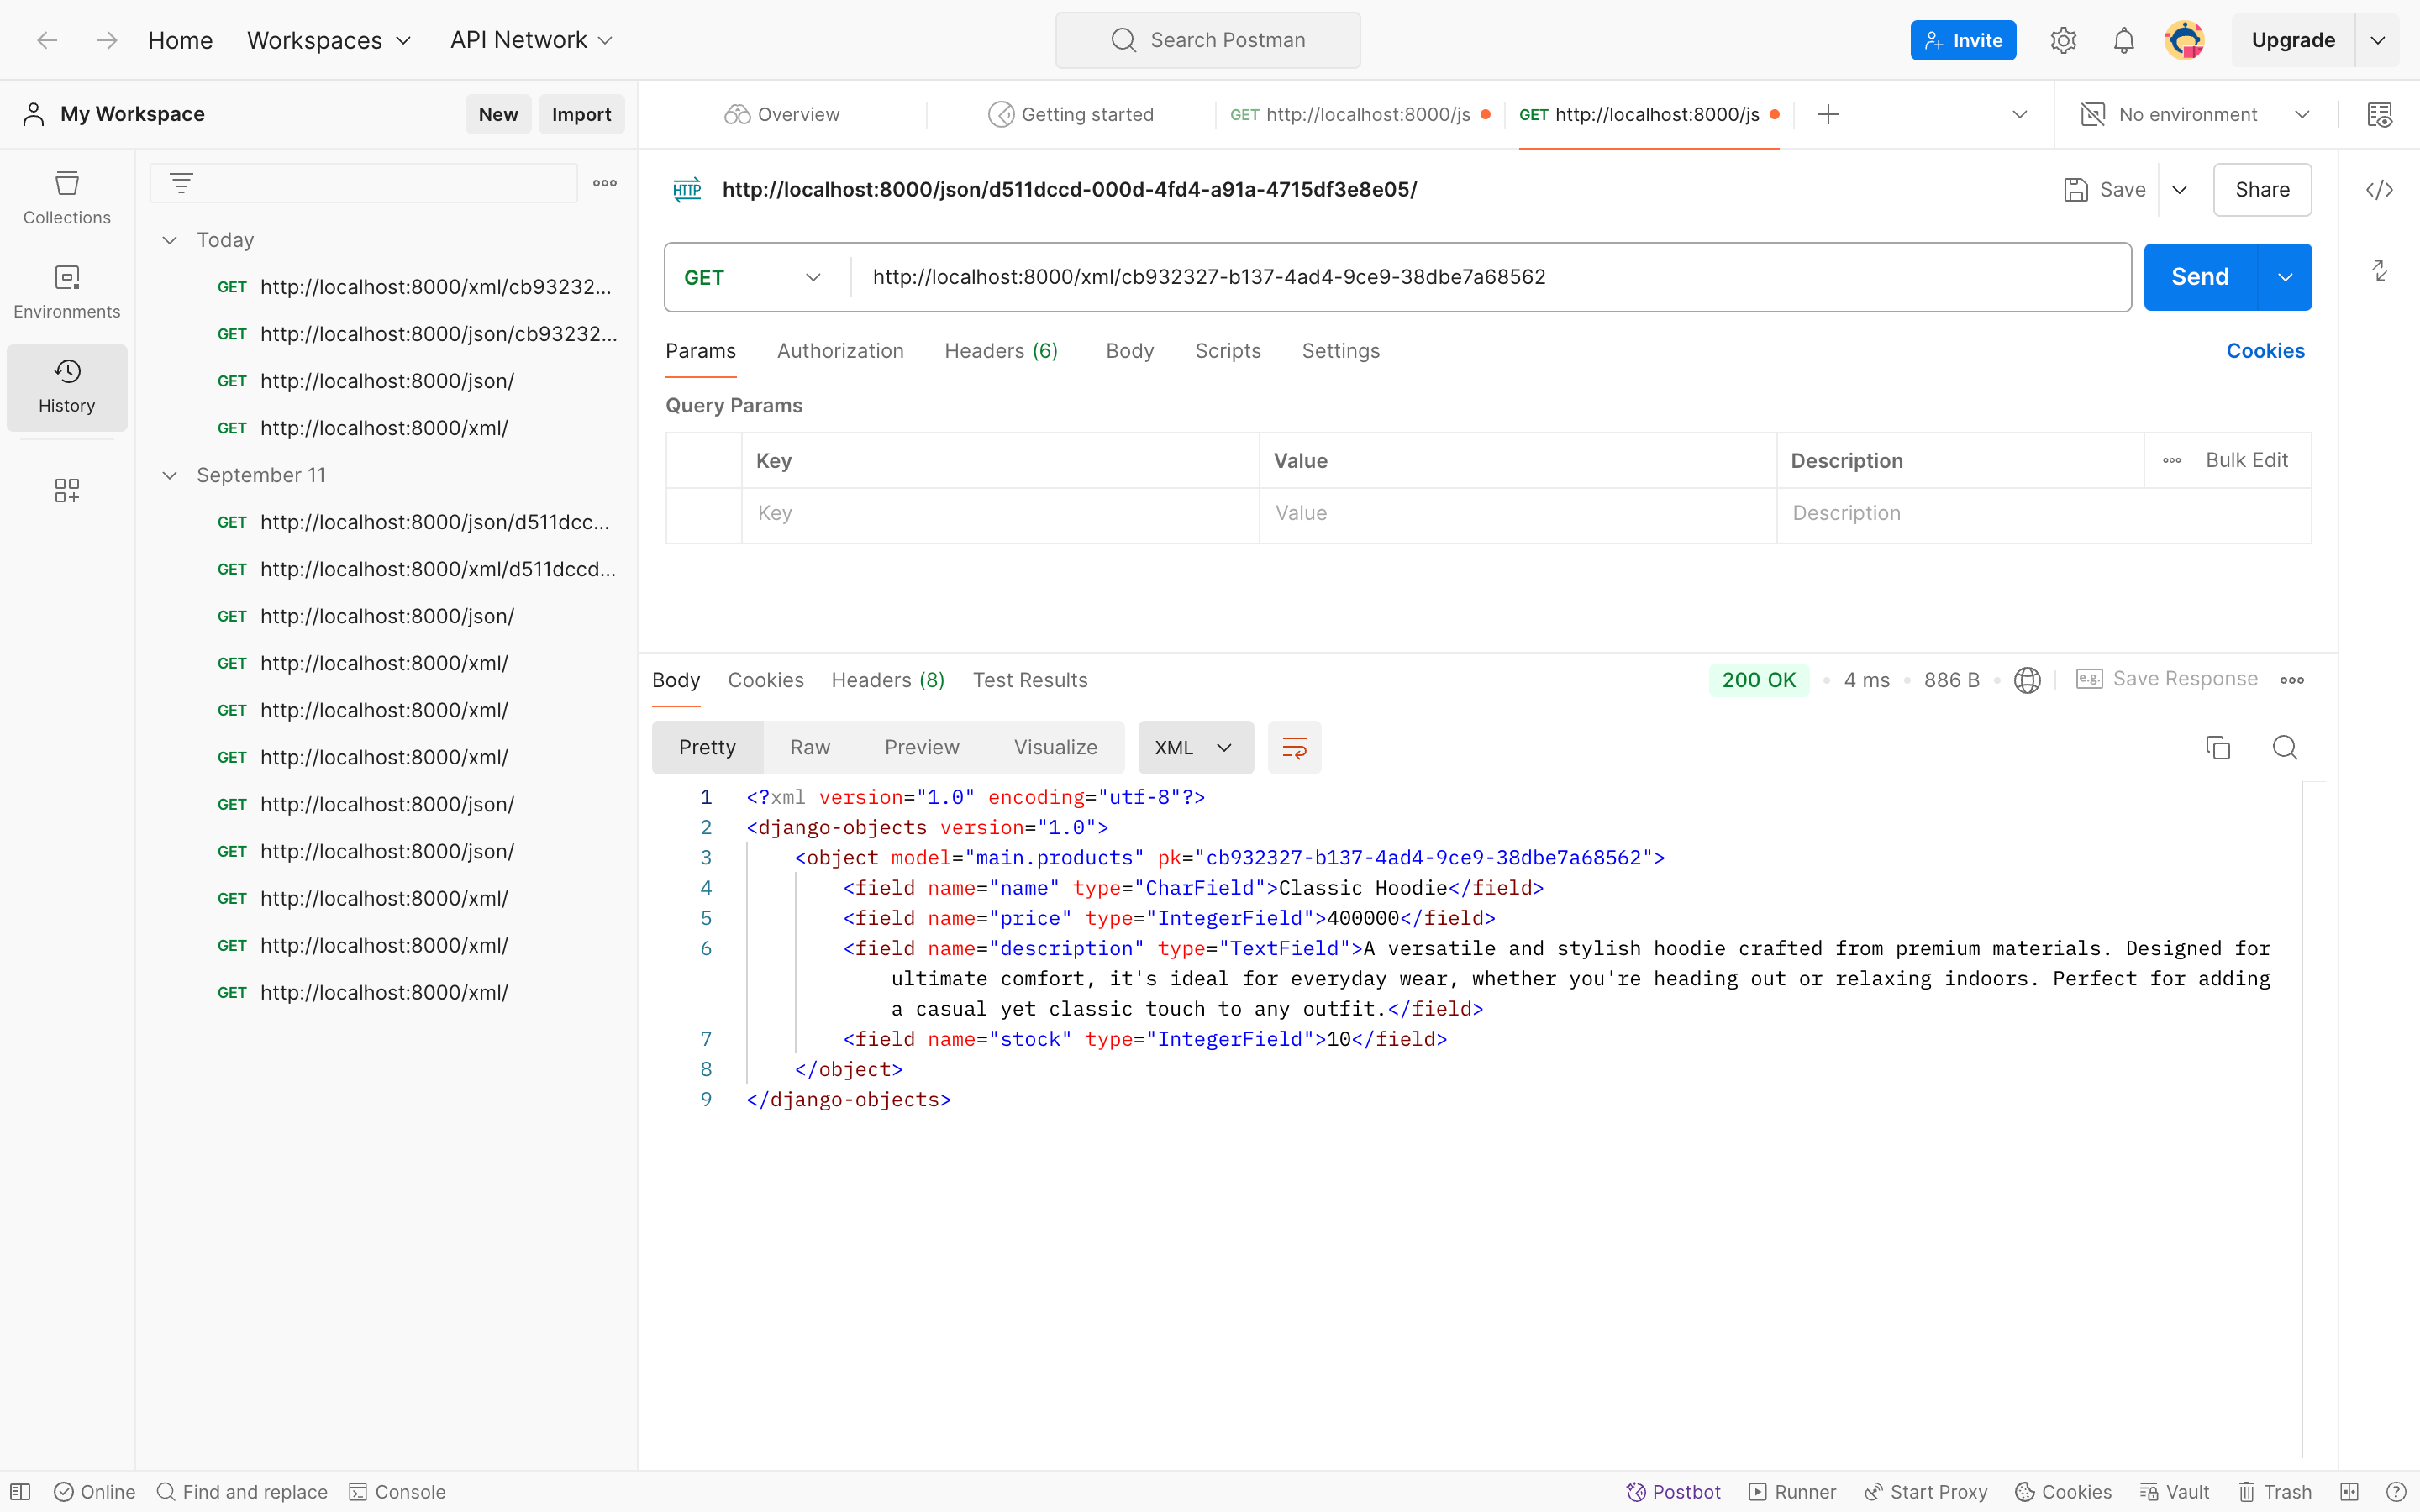 Home Workspaces API Network Search Postman Invite Upgrade
My Workspace New Import Overview Getting started GET http://localhost:8000/js GET http://localhost:8000/js No environment
Collections
Environments
History
Today
GET http://localhost:8000/xml/cb93232...
GET http://localhost:8000/json/cb93232...
GET http://localhost:8000/json/
GET http://localhost:8000/xml/
September 11
GET http://localhost:8000/json/d511dcc...
GET http://localhost:8000/xml/d511dccd...
GET http://localhost:8000/json/
GET http://localhost:8000/xml/
GET http://localhost:8000/xml/
GET http://localhost:8000/xml/
GET http://localhost:8000/json/
GET http://localhost:8000/json/
GET http://localhost:8000/xml/
GET http://localhost:8000/xml/
GET http://localhost:8000/xml/
HTTP http://localhost:8000/json/d511dccd-000d-4fd4-a91a-4715df3e8e05/ Save Share
GET http://localhost:8000/xml/cb932327-b137-4ad4-9ce9-38dbe7a68562 Send
Params Authorization Headers (6) Body Scripts Settings Cookies
Query Params
Key Value Description Bulk Edit
Key Value Description
Body Cookies Headers (8) Test Results 200 OK • 4 ms • 886 B • e.g. Save Response
Pretty Raw Preview Visualize XML
1 <?xml version="1.0" encoding="utf-8"?>
2 <django-objects version="1.0">
3 <object model="main.products" pk="cb932327-b137-4ad4-9ce9-38dbe7a68562">
4 <field name="name" type="CharField">Classic Hoodie</field>
5 <field name="price" type="IntegerField">400000</field>
6 <field name="description" type="TextField">A versatile and stylish hoodie crafted from premium materials. Designed for
ultimate comfort, it's ideal for everyday wear, whether you're heading out or relaxing indoors. Perfect for adding
a casual yet classic touch to any outfit.</field>
7 <field name="stock" type="IntegerField">10</field>
8 </object>
9 </django-objects>
Online Find and replace Console Postbot Runner Start Proxy Cookies Vault Trash